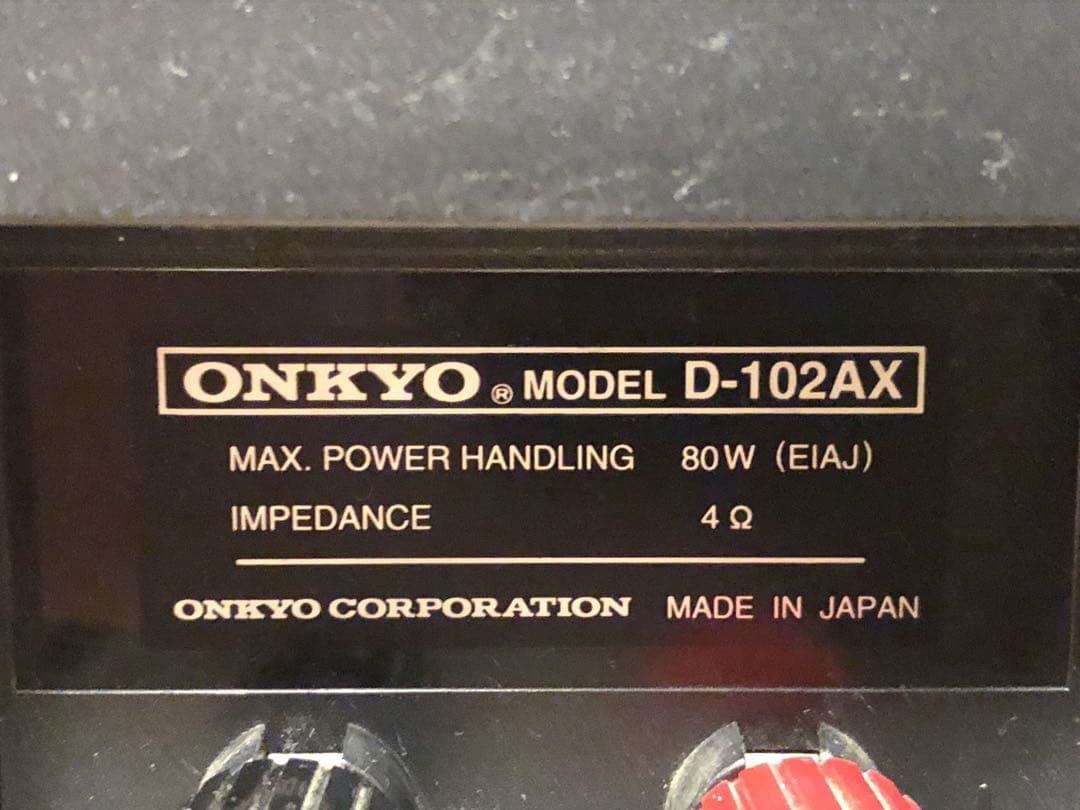 ONKYO® MODEL D-102AX
MAX. POWER HANDLING 80W (EIAJ)
IMPEDANCE 4Ω
ONKYO CORPORATION MADE IN JAPAN